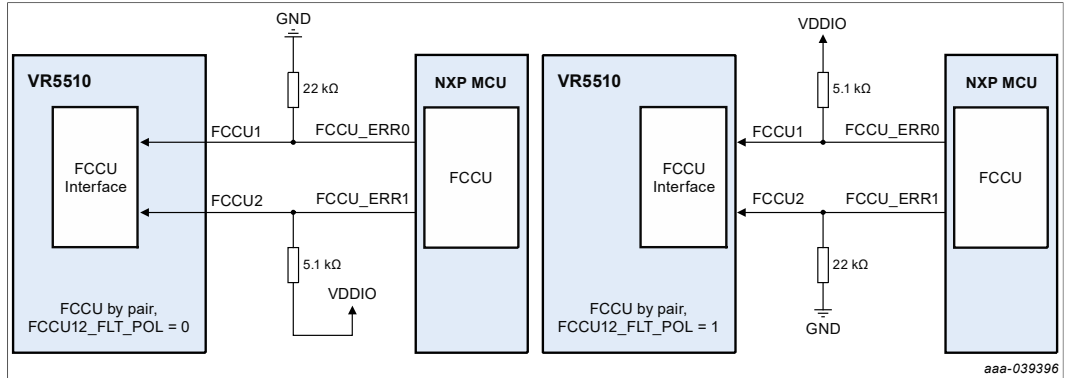 GND
VR5510
22 kΩ
NXP MCU
FCCU1
FCCU_ERR0
FCCU
Interface
FCCU
FCCU2
FCCU_ERR1
5.1 kΩ
VDDIO
FCCU by pair,
FCCU12_FLT_POL = 0
VDDIO
VR5510
5.1 kΩ
NXP MCU
FCCU1
FCCU_ERR0
FCCU
Interface
FCCU
FCCU2
FCCU_ERR1
22 kΩ
GND
FCCU by pair,
FCCU12_FLT_POL = 1
aaa-039396